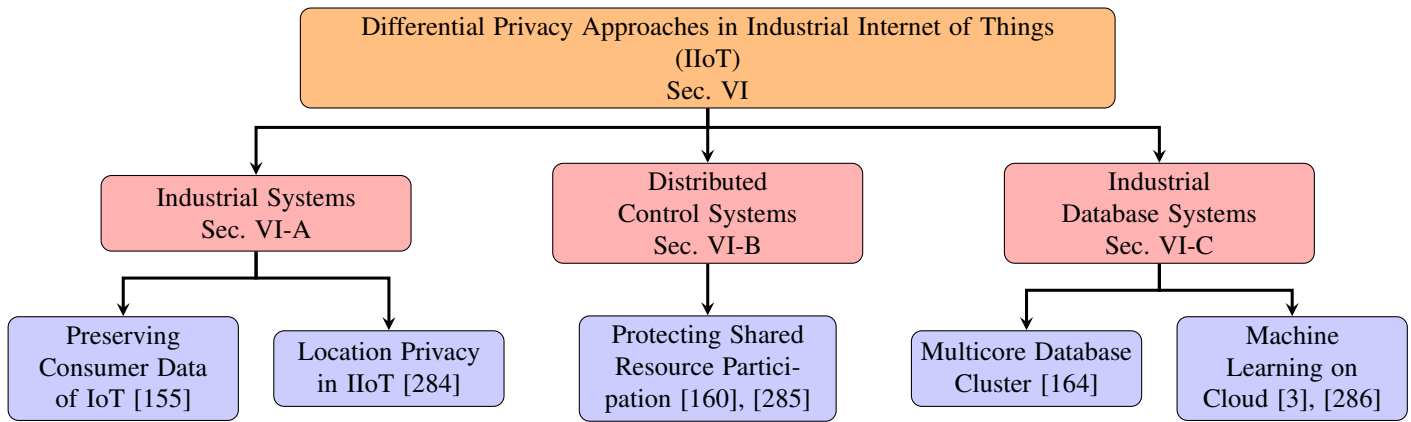 Differential Privacy Approaches in Industrial Internet of Things
(IIoT)
Sec. VI
Industrial Systems
Sec. VI-A
Distributed
Control Systems
Sec. VI-B
Industrial
Database Systems
Sec. VI-C
Preserving
Consumer Data
of IoT [155]
Location Privacy
in IIoT [284]
Protecting Shared
Resource Partici-
pation [160], [285]
Multicore Database
Cluster [164]
Machine
Learning on
Cloud [3], [286]